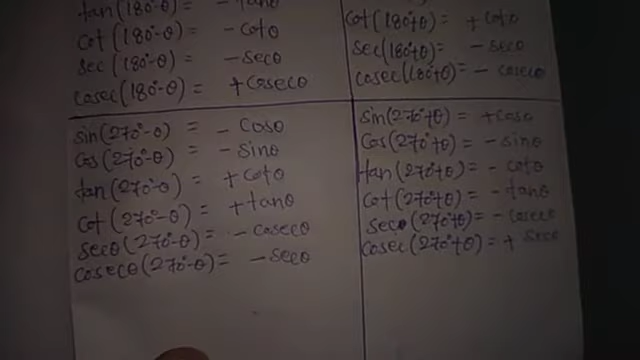 tan(180°-θ) = - tanθ
cot(180°-θ) = - cotθ
sec(180°-θ) = - secθ
cosec(180°-θ) = + cosecθ
cot(180°+θ) = + cotθ
sec(180°+θ) = - secθ
cosec(180°+θ) = - cosecθ
sin(270°-θ) = - cosθ
cos(270°-θ) = - sinθ
tan(270°-θ) = + cotθ
cot(270°-θ) = + tanθ
secθ(270°-θ) = - cosecθ
cosecθ(270°-θ) = - secθ
sin(270°+θ) = + cosθ
cos(270°+θ) = - sinθ
tan(270°+θ) = - cotθ
cot(270°+θ) = - tanθ
secθ(270°+θ) = - cosecθ
cosec(270°+θ) = + secθ